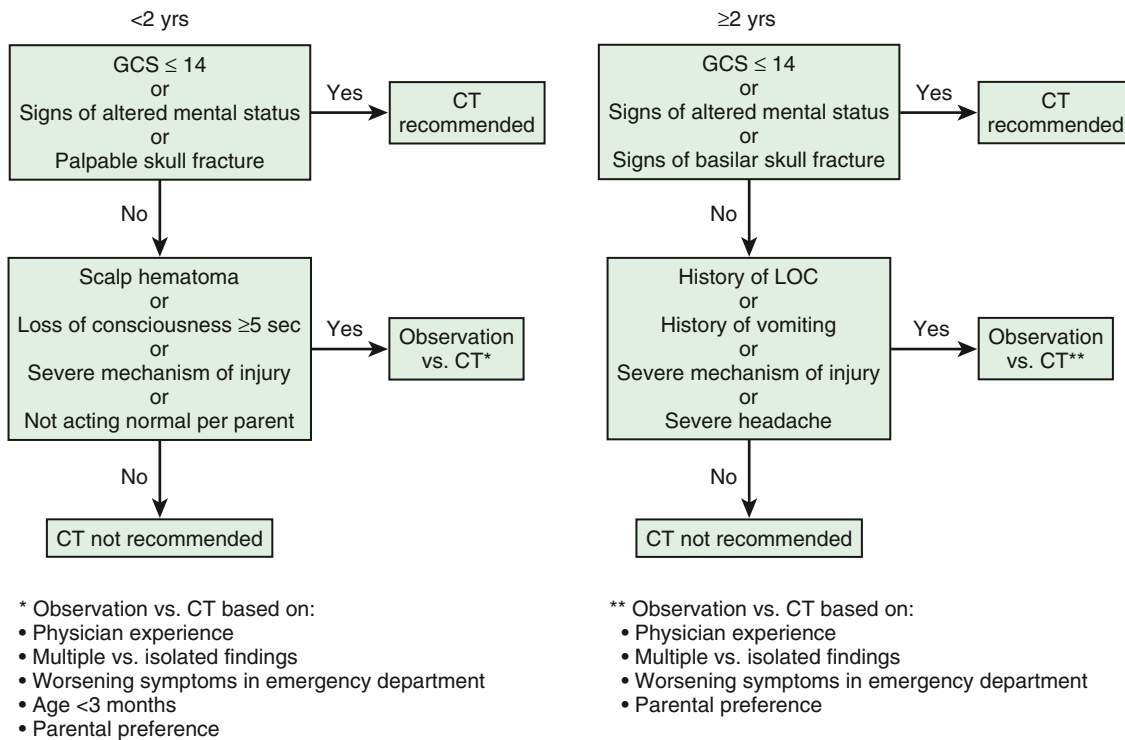 <2 yrs
GCS ≤ 14
or
Signs of altered mental status
or
Palpable skull fracture
Yes
CT
recommended
No
Scalp hematoma
or
Loss of consciousness ≥5 sec
or
Severe mechanism of injury
or
Not acting normal per parent
Yes
Observation
vs. CT*
No
CT not recommended
* Observation vs. CT based on:
• Physician experience
• Multiple vs. isolated findings
• Worsening symptoms in emergency department
• Age <3 months
• Parental preference
≥2 yrs
GCS ≤ 14
or
Signs of altered mental status
or
Signs of basilar skull fracture
Yes
CT
recommended
No
History of LOC
or
History of vomiting
or
Severe mechanism of injury
or
Severe headache
Yes
Observation
vs. CT**
No
CT not recommended
** Observation vs. CT based on:
• Physician experience
• Multiple vs. isolated findings
• Worsening symptoms in emergency department
• Parental preference